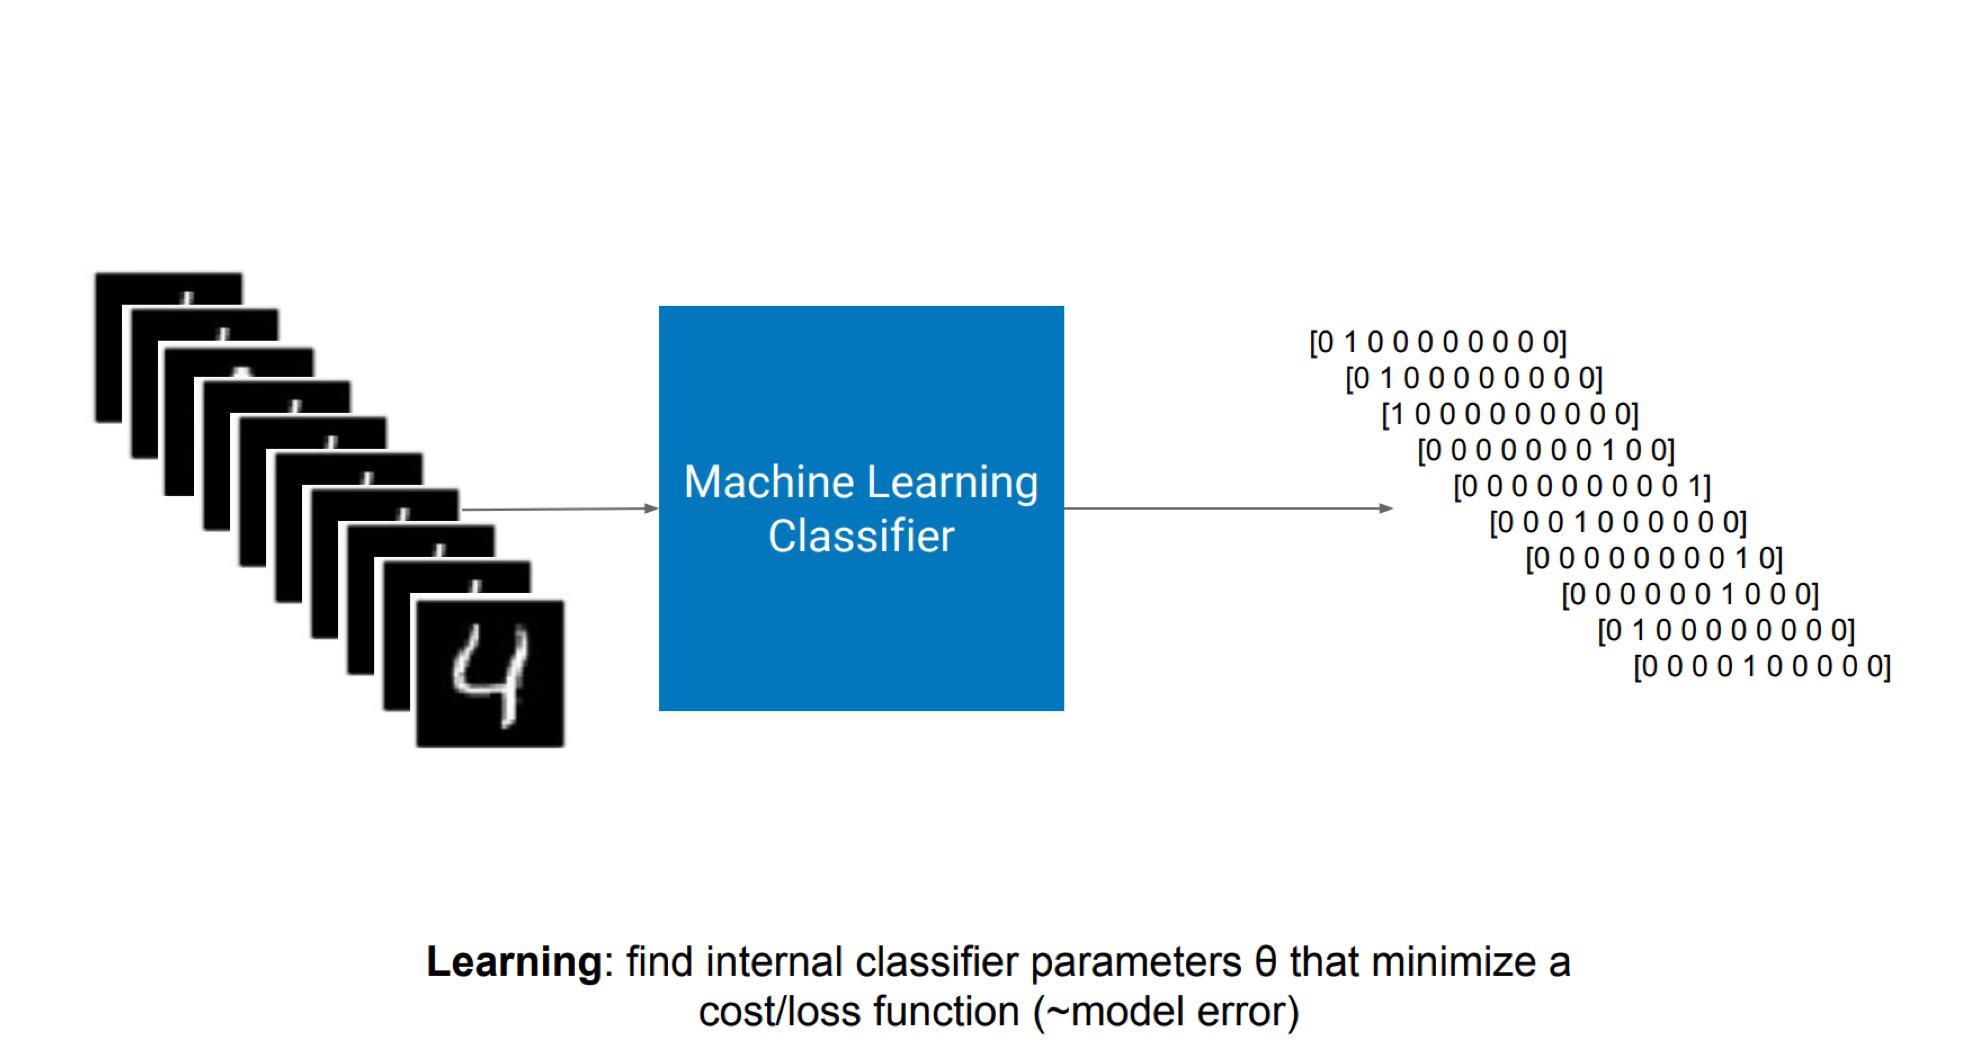 4
Machine Learning
Classifier
[0 1 0 0 0 0 0 0 0 0]
[0 1 0 0 0 0 0 0 0 0]
[1 0 0 0 0 0 0 0 0 0]
[0 0 0 0 0 0 0 1 0 0]
[0 0 0 0 0 0 0 0 0 1]
[0 0 0 1 0 0 0 0 0 0]
[0 0 0 0 0 0 0 0 1 0]
[0 0 0 0 0 0 1 0 0 0]
[0 1 0 0 0 0 0 0 0 0]
[0 0 0 0 1 0 0 0 0 0]
Learning: find internal classifier parameters θ that minimize a
cost/loss function (~model error)